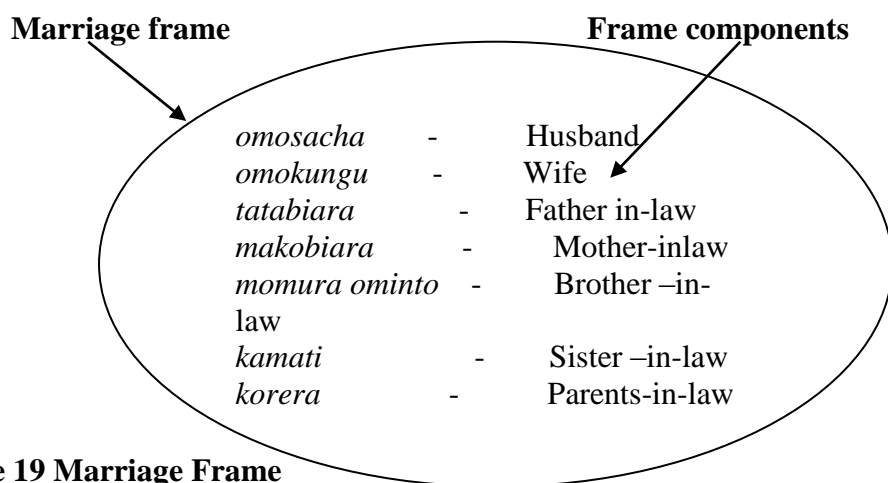 Marriage frame Frame components
omosacha - Husband
omokungu - Wife
tatabiara - Father in-law
makobiara - Mother-inlaw
momura ominto - Brother –in-
law
kamati - Sister –in-law
korera - Parents-in-law
e 19 Marriage Frame